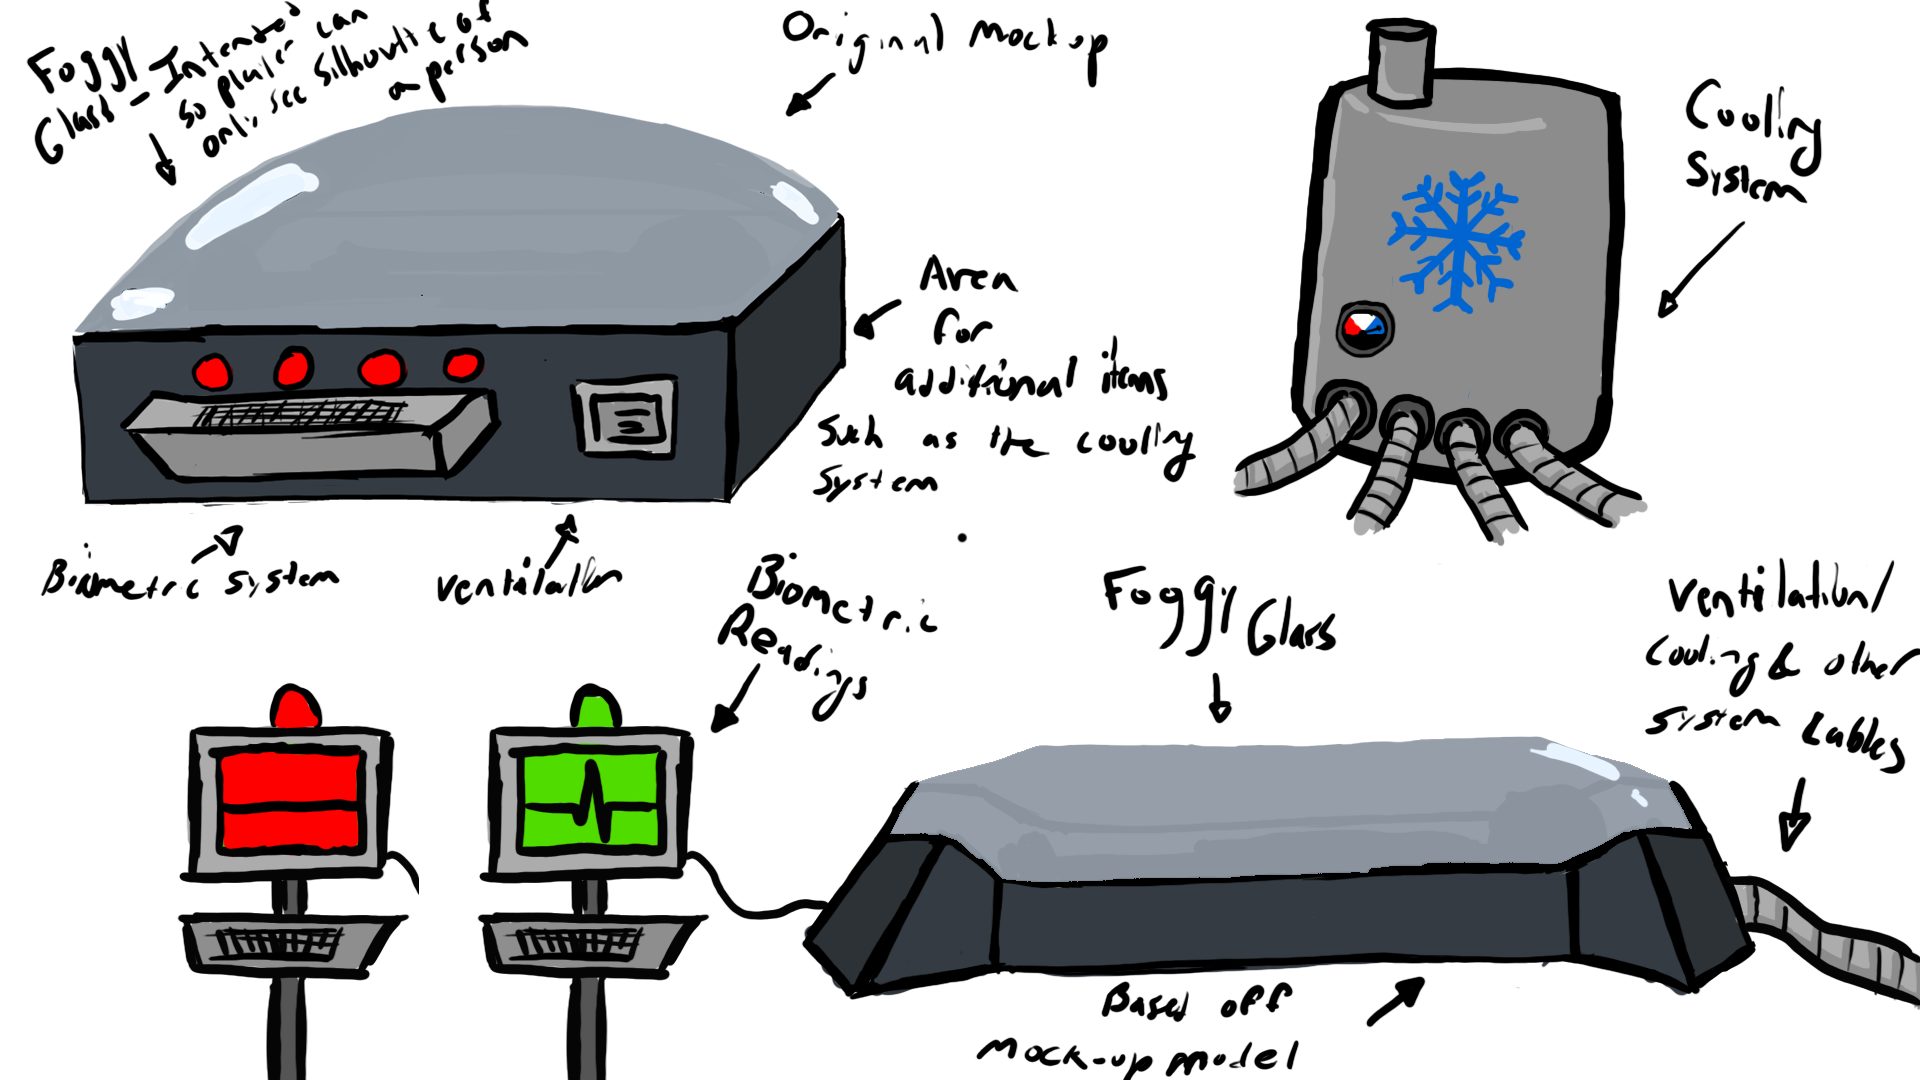 Foggy
Glass - Intented
so player can
only see silhouette of
a person
Original Mockup
Cooling
System
Area
for
additional items
Such as the cooling
System
Biometric system
ventilation
Biometric
Readings
Foggy Glass
Ventilation/
Cooling & other
system Cables
Based off
Mock-up model